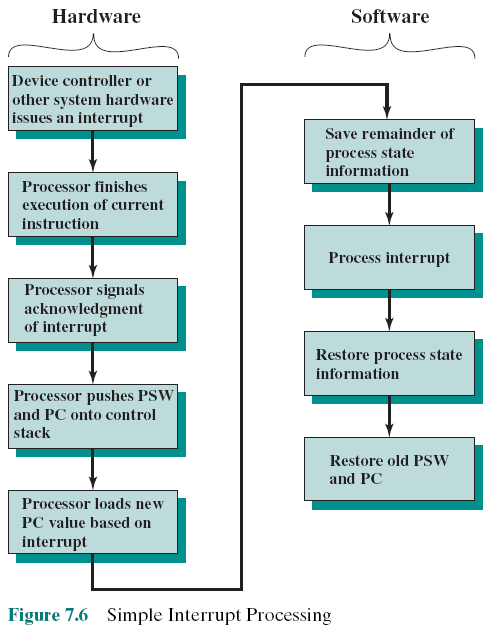 Hardware
Device controller or
other system hardware
issues an interrupt
Processor finishes
execution of current
instruction
Processor signals
acknowledgment
of interrupt
Processor pushes PSW
and PC onto control
stack
Processor loads new
PC value based on
interrupt
Software
Save remainder of
process state
information
Process interrupt
Restore process state
information
Restore old PSW
and PC
Figure 7.6 Simple Interrupt Processing